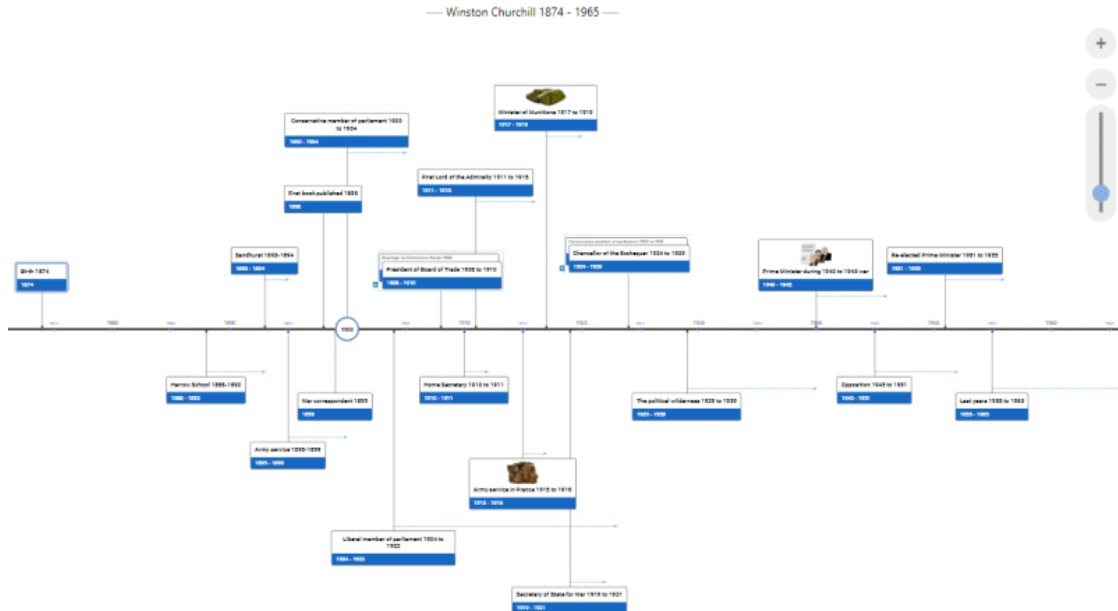 Winston Churchill 1874 - 1965
Minister of Munitions 1917 to 1919
1917 - 1919
Conservative member of parliament 1900
to 1904
1900 - 1904
First Lord of the Admiralty 1911 to 1915
1911 - 1915
First book published 1898
1898
Sandhurst 1893-1894
1893 - 1894
President of Board of Trade 1908 to 1910
1908 - 1910
Chancellor of the Exchequer 1924 to 1929
1924 - 1929
Prime Minister during 1940 to 1945 war
1940 - 1945
Re-elected Prime Minister 1951 to 1955
1951 - 1955
Birth 1874
1874
1880
1890
1900
1910
Harrow School 1888-1892
1888 - 1892
War correspondent 1899
1899
Home Secretary 1910 to 1911
1910 - 1911
The political wilderness 1929 to 1939
1929 - 1939
Opposition 1945 to 1951
1945 - 1951
Last years 1955 to 1965
1955 - 1965
Army service 1895-1899
1895 - 1899
Army service in France 1915 to 1916
1915 - 1916
Liberal member of parliament 1904 to
1922
1904 - 1922
Secretary of State for War 1919 to 1921
1919 - 1921